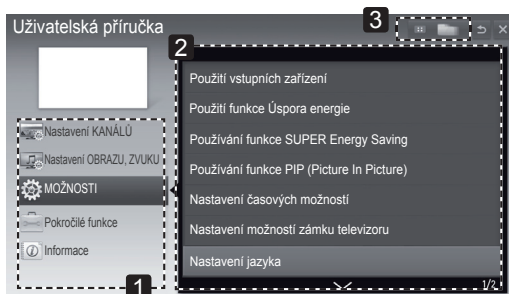 Uživatelská příručka
3
2
Nastavení KANÁLŮ
Nastavení OBRAZU, ZVUKU
MOŽNOSTI
Pokročilé funkce
Informace
1
Použití vstupních zařízení
Použití funkce Úspora energie
Používání funkce SUPER Energy Saving
Používání funkce PIP (Picture In Picture)
Nastavení časových možností
Nastavení možností zámku televizoru
Nastavení jazyka
1/2